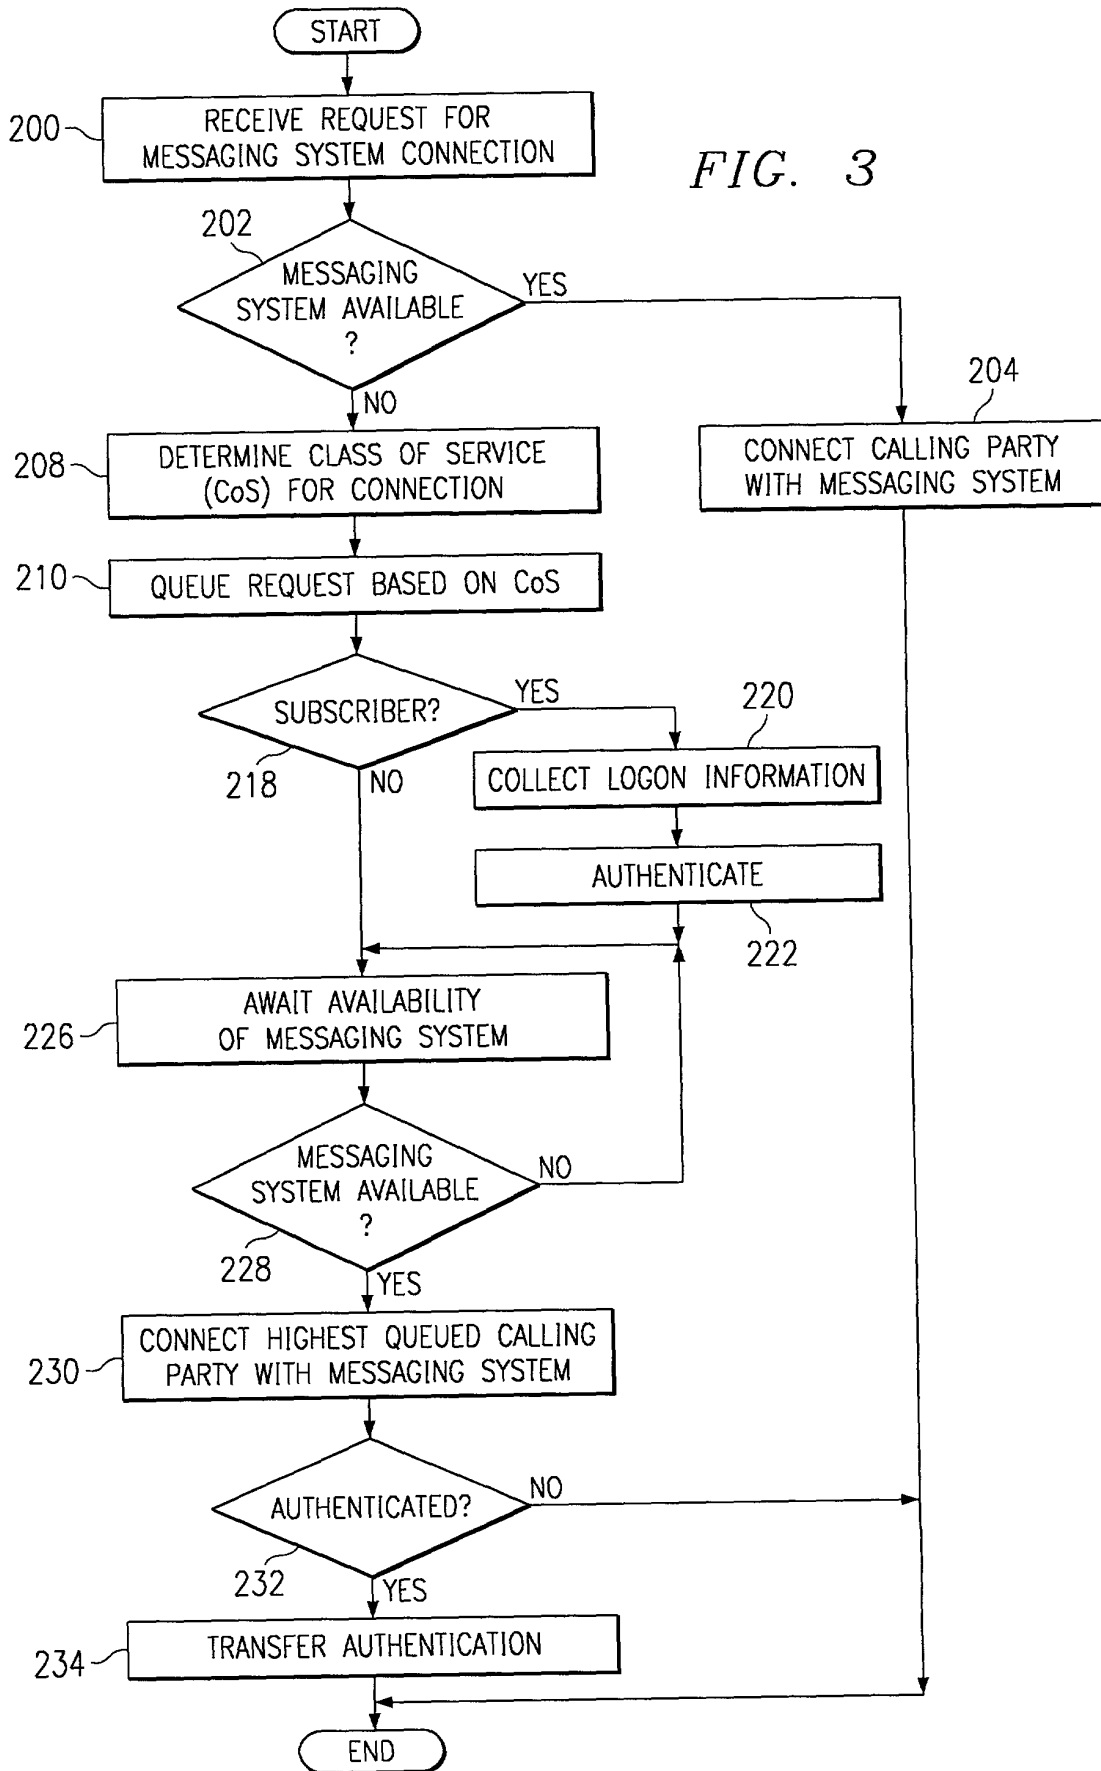 START
200
RECEIVE REQUEST FOR
MESSAGING SYSTEM CONNECTION
FIG. 3
202
MESSAGING
SYSTEM AVAILABLE
?
YES
NO
204
CONNECT CALLING PARTY
WITH MESSAGING SYSTEM
208
DETERMINE CLASS OF SERVICE
(CoS) FOR CONNECTION
210
QUEUE REQUEST BASED ON CoS
SUBSCRIBER?
YES
218
NO
220
COLLECT LOGON INFORMATION
AUTHENTICATE
222
226
AWAIT AVAILABILITY
OF MESSAGING SYSTEM
MESSAGING
SYSTEM AVAILABLE
?
NO
228
YES
230
CONNECT HIGHEST QUEUED CALLING
PARTY WITH MESSAGING SYSTEM
AUTHENTICATED?
NO
232
YES
234
TRANSFER AUTHENTICATION
END